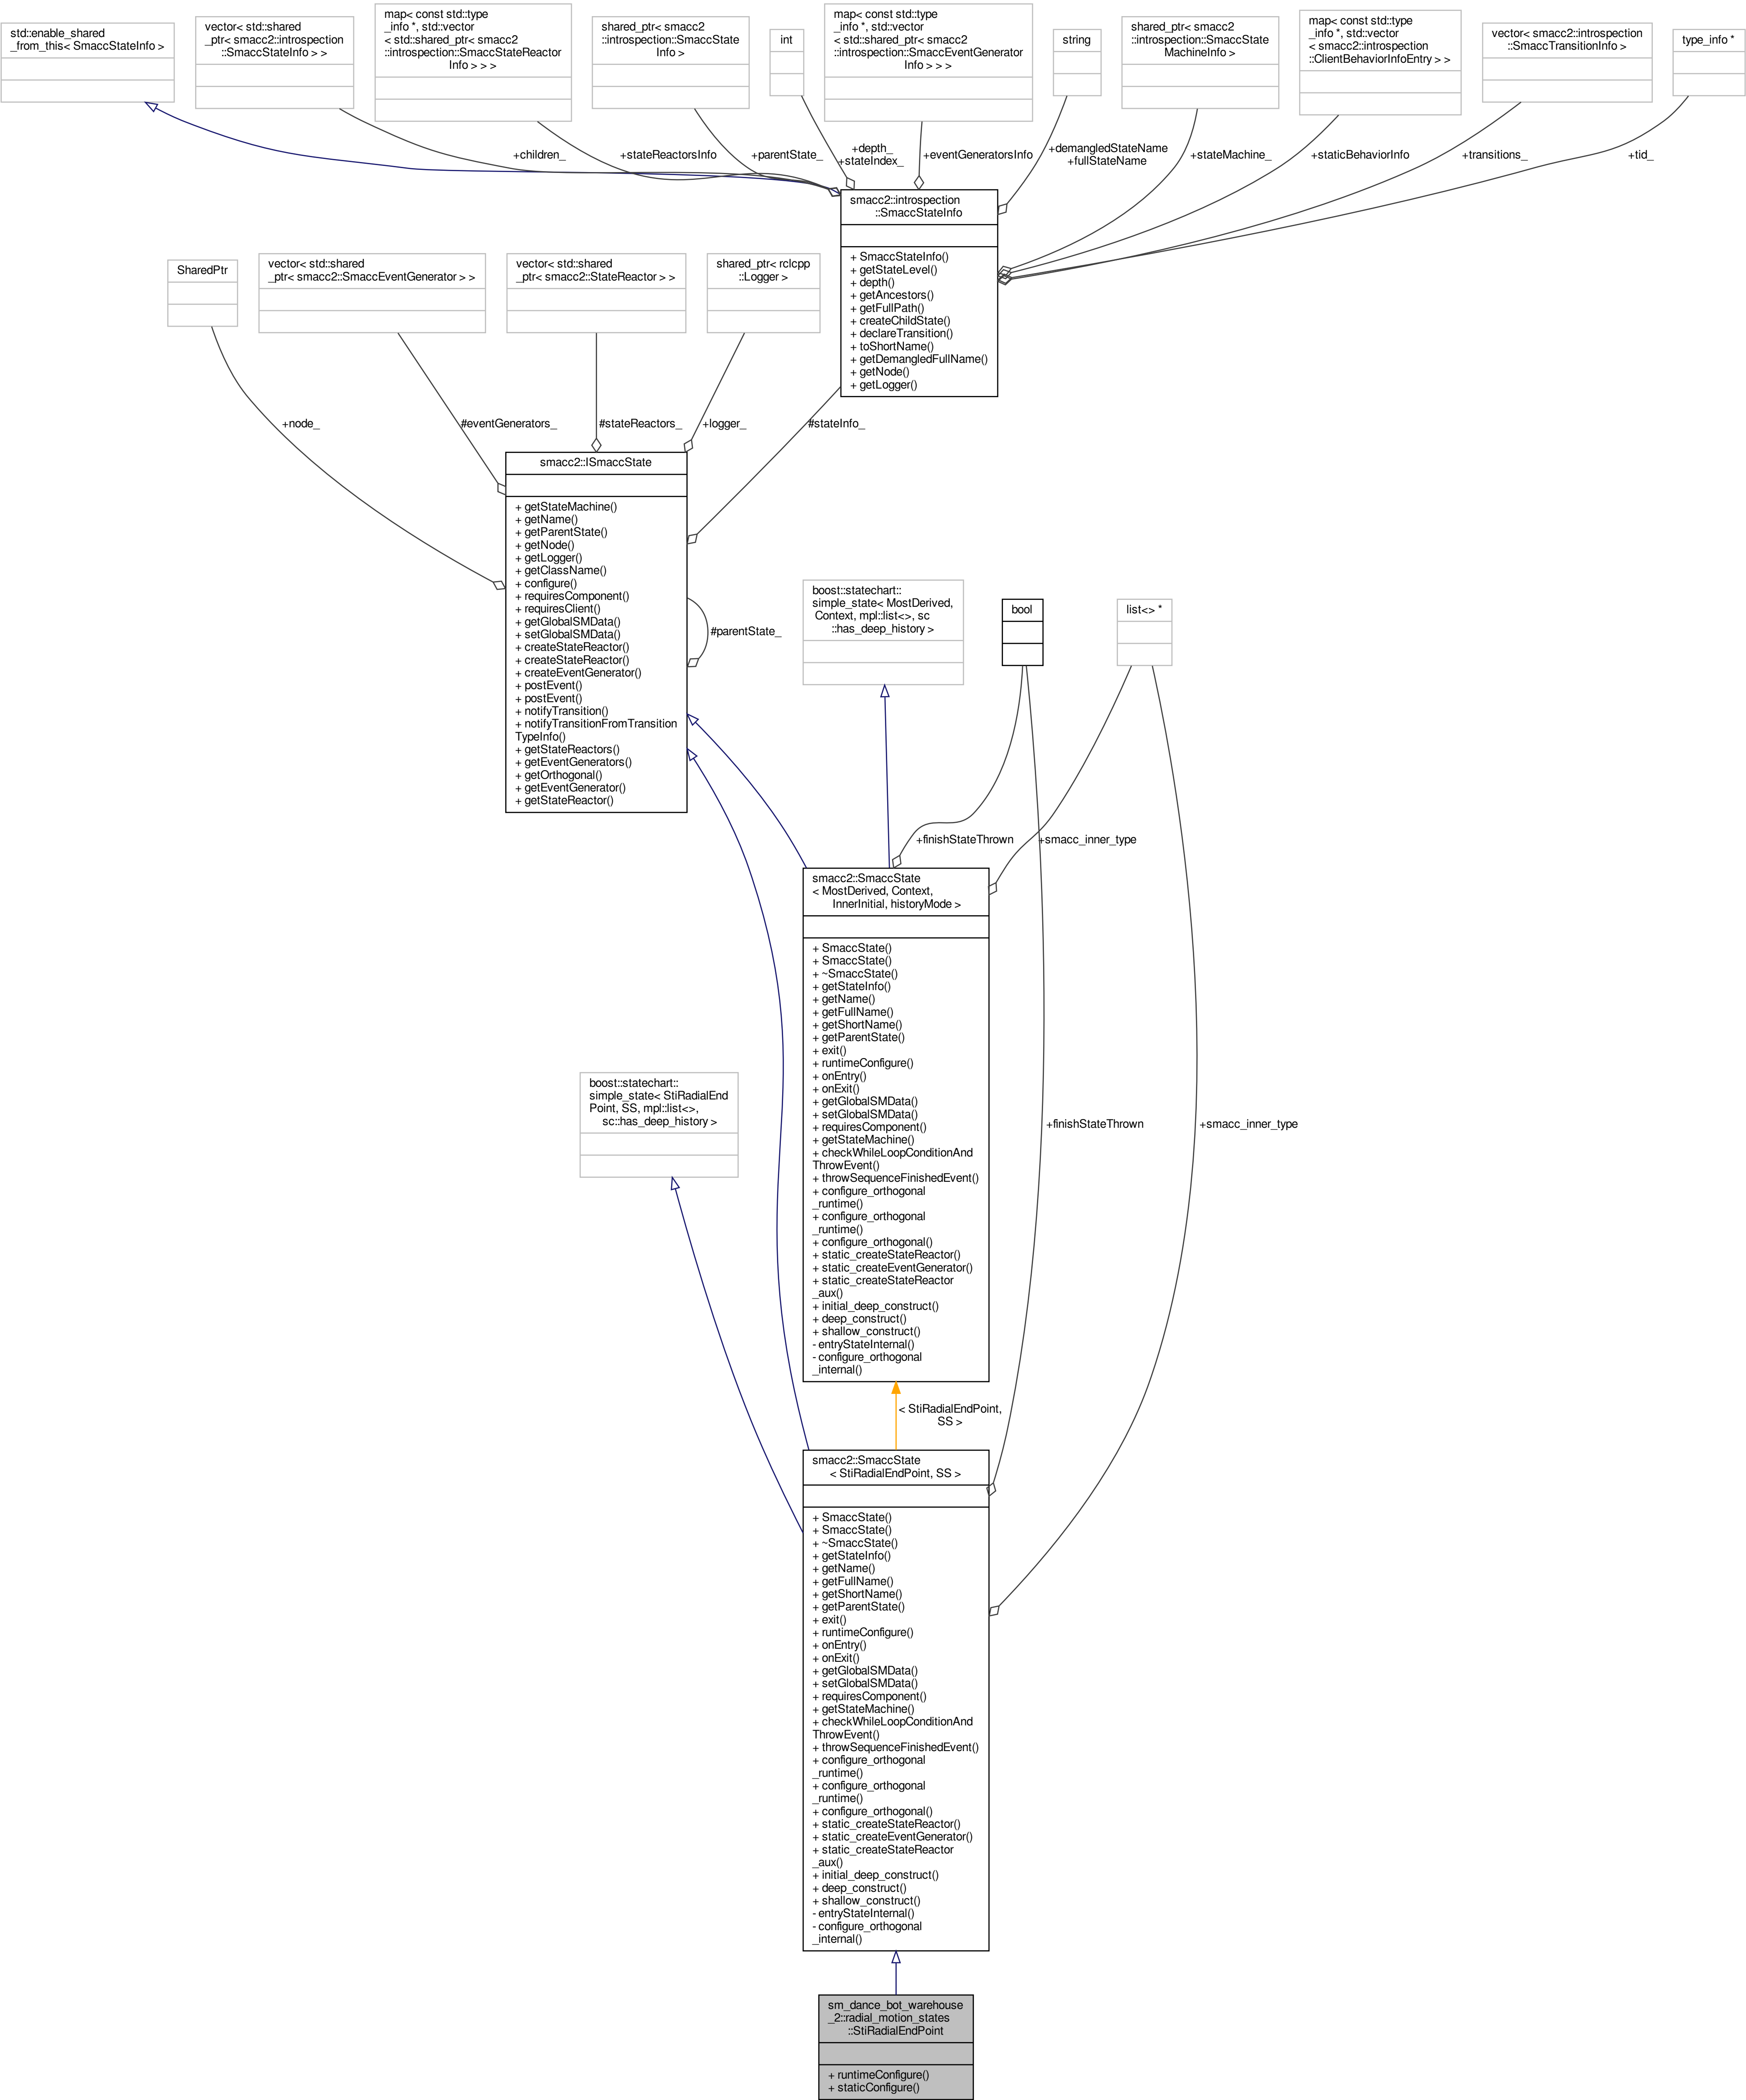 std::enable_shared
_from_this< SmaccStateInfo >
vector< std::shared
_ptr< smacc2::introspection
::SmaccStateInfo > >
map< const std::type
_info *, std::vector
< std::shared_ptr< smacc2
::introspection::SmaccStateReactor
Info > > >
shared_ptr< smacc2
::introspection::SmaccState
Info >
int
map< const std::type
_info *, std::vector
< std::shared_ptr< smacc2
::introspection::SmaccEventGenerator
Info > > >
string
shared_ptr< smacc2
::introspection::SmaccState
MachineInfo >
map< const std::type
_info *, std::vector
< smacc2::introspection
::ClientBehaviorInfoEntry > >
vector< smacc2::introspection
::SmaccTransitionInfo >
type_info *
+children_
+stateReactorsInfo
+parentState_
+depth_
+stateIndex_
+eventGeneratorsInfo
+demangledStateName
+fullStateName
+stateMachine_
+staticBehaviorInfo
+transitions_
+tid_
smacc2::introspection
::SmaccStateInfo
+ SmaccStateInfo()
+ getStateLevel()
+ depth()
+ getAncestors()
+ getFullPath()
+ createChildState()
+ declareTransition()
+ toShortName()
+ getDemangledFullName()
+ getNode()
+ getLogger()
SharedPtr
vector< std::shared
_ptr< smacc2::SmaccEventGenerator > >
vector< std::shared
_ptr< smacc2::StateReactor > >
shared_ptr< rclcpp
::Logger >
+node_
#eventGenerators_
#stateReactors_
+logger_
#stateInfo_
smacc2::ISmaccState
+ getStateMachine()
+ getName()
+ getParentState()
+ getNode()
+ getLogger()
+ getClassName()
+ configure()
+ requiresComponent()
+ requiresClient()
+ getGlobalSMData()
+ setGlobalSMData()
+ createStateReactor()
+ createStateReactor()
+ createEventGenerator()
+ postEvent()
+ postEvent()
+ notifyTransition()
+ notifyTransitionFromTransition
TypeInfo()
+ getStateReactors()
+ getEventGenerators()
+ getOrthogonal()
+ getEventGenerator()
+ getStateReactor()
#parentState_
boost::statechart::
simple_state< MostDerived,
Context, mpl::list<>, sc
::has_deep_history >
bool
list<> *
+finishStateThrown
+smacc_inner_type
smacc2::SmaccState
< MostDerived, Context,
InnerInitial, historyMode >
+ SmaccState()
+ SmaccState()
+ ~SmaccState()
+ getStateInfo()
+ getName()
+ getFullName()
+ getShortName()
+ getParentState()
+ exit()
+ runtimeConfigure()
+ onEntry()
+ onExit()
+ getGlobalSMData()
+ setGlobalSMData()
+ requiresComponent()
+ getStateMachine()
+ checkWhileLoopConditionAnd
ThrowEvent()
+ throwSequenceFinishedEvent()
+ configure_orthogonal
_runtime()
+ configure_orthogonal
_runtime()
+ configure_orthogonal()
+ static_createStateReactor()
+ static_createEventGenerator()
+ static_createStateReactor
_aux()
+ initial_deep_construct()
+ deep_construct()
+ shallow_construct()
- entryStateInternal()
- configure_orthogonal
_internal()
boost::statechart::
simple_state< StiRadialEnd
Point, SS, mpl::list<>,
sc::has_deep_history >
+finishStateThrown
+smacc_inner_type
< StiRadialEndPoint,
SS >
smacc2::SmaccState
< StiRadialEndPoint, SS >
+ SmaccState()
+ SmaccState()
+ ~SmaccState()
+ getStateInfo()
+ getName()
+ getFullName()
+ getShortName()
+ getParentState()
+ exit()
+ runtimeConfigure()
+ onEntry()
+ onExit()
+ getGlobalSMData()
+ setGlobalSMData()
+ requiresComponent()
+ getStateMachine()
+ checkWhileLoopConditionAnd
ThrowEvent()
+ throwSequenceFinishedEvent()
+ configure_orthogonal
_runtime()
+ configure_orthogonal
_runtime()
+ configure_orthogonal()
+ static_createStateReactor()
+ static_createEventGenerator()
+ static_createStateReactor
_aux()
+ initial_deep_construct()
+ deep_construct()
+ shallow_construct()
- entryStateInternal()
- configure_orthogonal
_internal()
sm_dance_bot_warehouse
_2::radial_motion_states
::StiRadialEndPoint
+ runtimeConfigure()
+ staticConfigure()